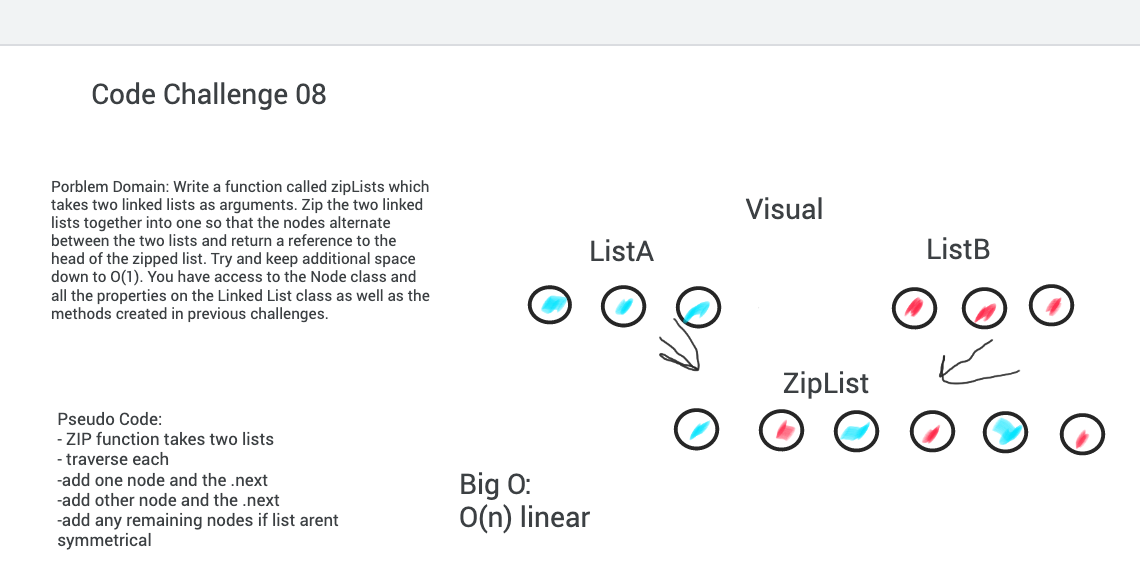 Code Challenge 08
Porblem Domain: Write a function called zipLists which
takes two linked lists as arguments. Zip the two linked
lists together into one so that the nodes alternate
between the two lists and return a reference to the
head of the zipped list. Try and keep additional space
down to O(1). You have access to the Node class and
all the properties on the Linked List class as well as the
methods created in previous challenges.
Visual
ListA
ListB
ZipList
Pseudo Code:
- ZIP function takes two lists
- traverse each
-add one node and the .next
-add other node and the .next
-add any remaining nodes if list arent
symmetrical
Big O:
O(n) linear